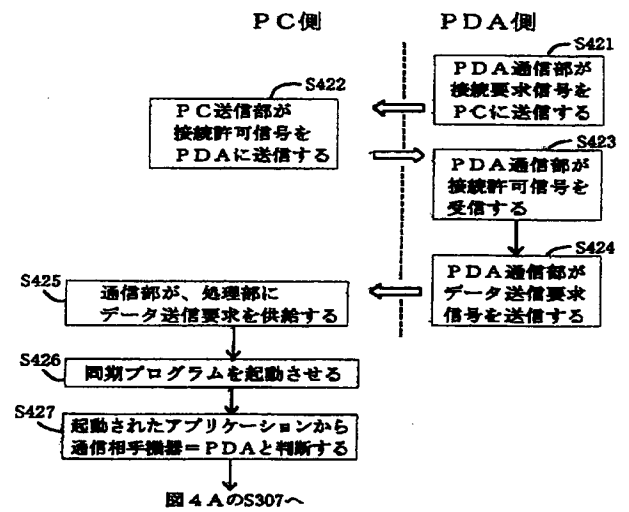 PC側
PDA側
S421
PDA通信部が
接続要求信号を
PCに送信する
S422
PC送信部が
接続許可信号を
PDAに送信する
S423
PDA通信部が
接続許可信号を
受信する
S424
PDA通信部が
データ送信要求
信号を送信する
S425
通信部が、処理部に
データ送信要求を供給する
S426
同期プログラムを起動させる
S427
起動されたアプリケーションから
通信相手機器＝PDAと判断する
図4AのS307へ